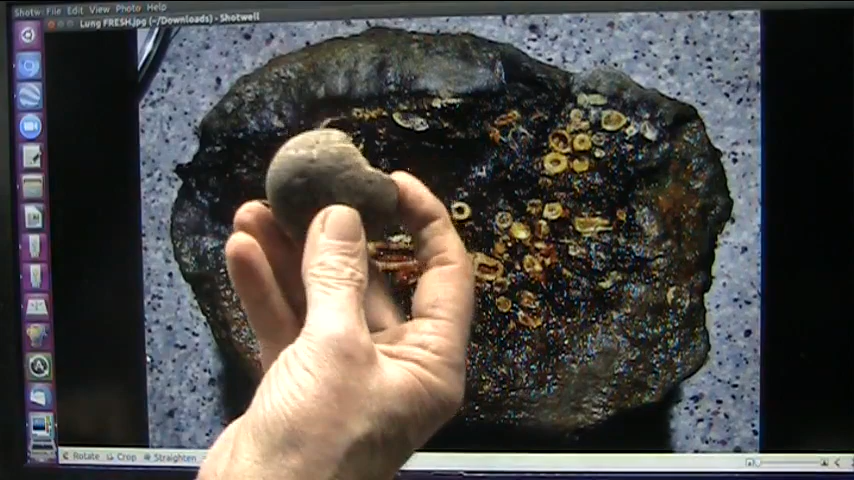 Shotw File Edit View Photo Help
Lung FRESH.jpg (~/Downloads) - Shotwell
Rotate Crop Straighten